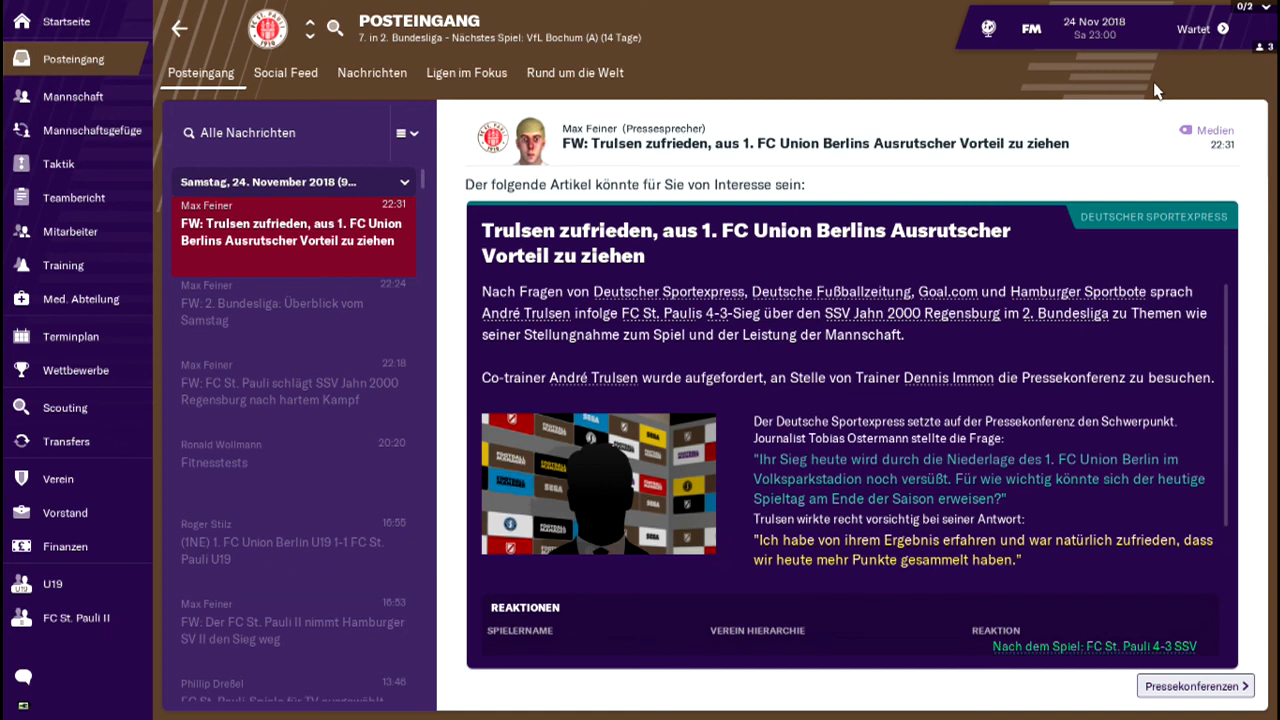 Startseite
Posteingang
Mannschaft
Mannschaftsgefüge
Taktik
Teambericht
Mitarbeiter
Training
Med. Abteilung
Terminplan
Wettbewerbe
Scouting
Transfers
Verein
Vorstand
Finanzen
U19
U19
FC St. Pauli II
POSTEINGANG
7. in 2. Bundesliga - Nächstes Spiel: VfL Bochum (A) (14 Tage)
FM
24 Nov 2018
Sa 23:00
0/2
Wartet
3
Posteingang
Social Feed
Nachrichten
Ligen im Fokus
Rund um die Welt
Alle Nachrichten
Samstag, 24. November 2018 (9...
Max Feiner 22:31
FW: Trulsen zufrieden, aus 1. FC Union
Berlins Ausrutscher Vorteil zu ziehen
Max Feiner 22:24
FW: 2. Bundesliga: Überblick vom
Samstag
Max Feiner 22:18
FW: FC St. Pauli schlägt SSV Jahn 2000
Regensburg nach hartem Kampf
Ronald Wollmann 20:20
Fitnesstests
Roger Stilz 16:55
(1NE) 1. FC Union Berlin U19 1-1 FC St.
Pauli U19
Max Feiner 16:53
FW: Der FC St. Pauli II nimmt Hamburger
SV II den Sieg weg
Phillip Dreßel 13:46
FC St. Pauli-Spiele für TV ausgewählt
Max Feiner (Pressesprecher)
FW: Trulsen zufrieden, aus 1. FC Union Berlins Ausrutscher Vorteil zu ziehen
Medien
22:31
Der folgende Artikel könnte für Sie von Interesse sein:
DEUTSCHER SPORTEXPRESS
Trulsen zufrieden, aus 1. FC Union Berlins Ausrutscher
Vorteil zu ziehen
Nach Fragen von Deutscher Sportexpress, Deutsche Fußballzeitung, Goal.com und Hamburger Sportbote sprach
André Trulsen infolge FC St. Paulis 4-3-Sieg über den SSV Jahn 2000 Regensburg im 2. Bundesliga zu Themen wie
seiner Stellungnahme zum Spiel und der Leistung der Mannschaft.
Co-trainer André Trulsen wurde aufgefordert, an Stelle von Trainer Dennis Immon die Pressekonferenz zu besuchen.
Der Deutsche Sportexpress setzte auf der Pressekonferenz den Schwerpunkt.
Journalist Tobias Ostermann stellte die Frage:
"Ihr Sieg heute wird durch die Niederlage des 1. FC Union Berlin im
Volksparkstadion noch versüßt. Für wie wichtig könnte sich der heutige
Spieltag am Ende der Saison erweisen?"
Trulsen wirkte recht vorsichtig bei seiner Antwort:
"Ich habe von ihrem Ergebnis erfahren und war natürlich zufrieden, dass
wir heute mehr Punkte gesammelt haben."
REAKTIONEN
SPIELERNAME
VEREIN HIERARCHIE
REAKTION
Nach dem Spiel: FC St. Pauli 4-3 SSV
Pressekonferenzen